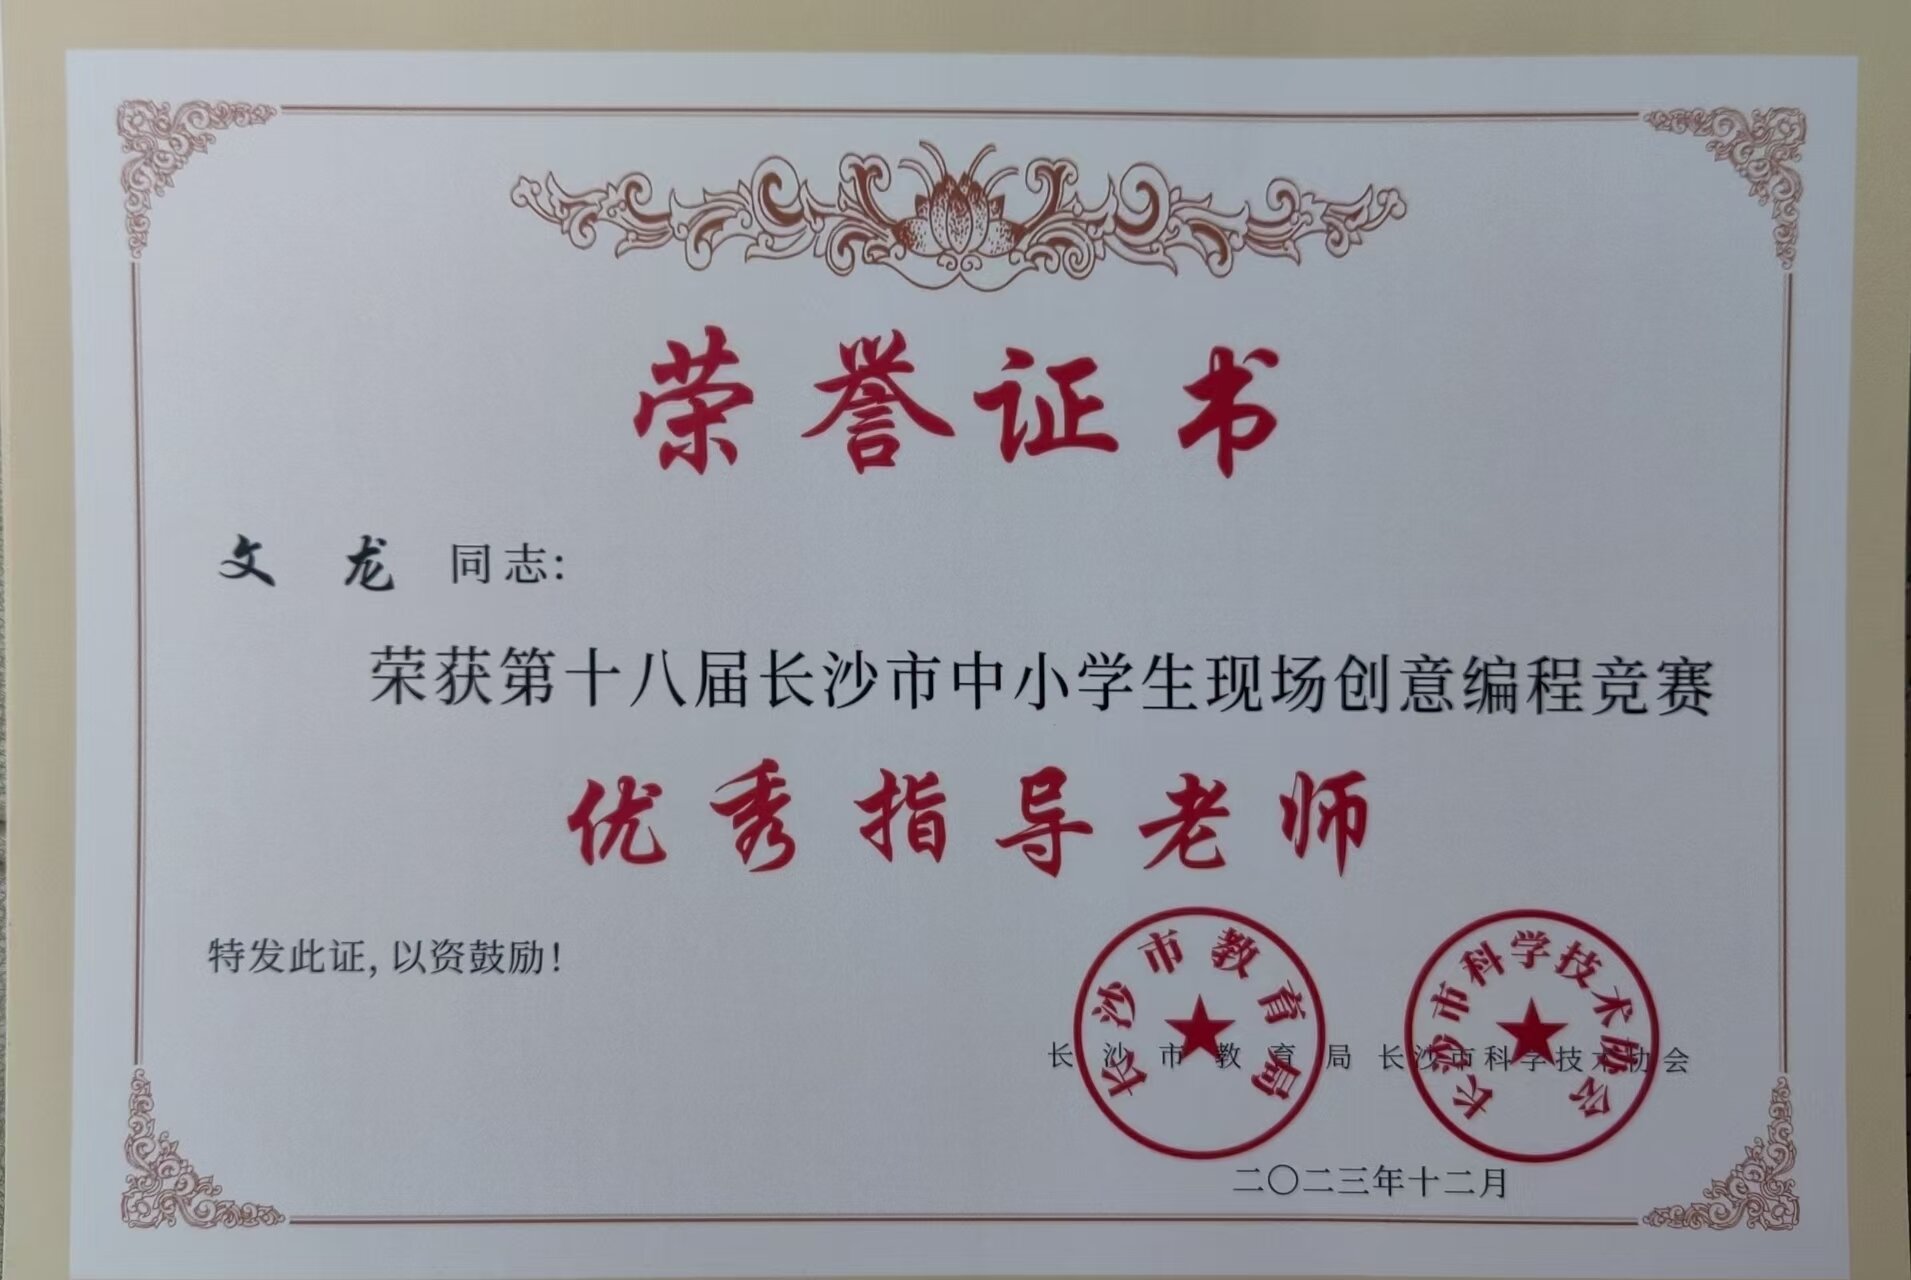 荣誉证书
文 龙 同志：
荣获第十八届长沙市中小学生现场创意编程竞赛
优秀指导老师
特发此证，以资鼓励！
长沙市教育局
长沙市科学技术协会
长沙市教育局 长沙市科学技术协会
二〇二三年十二月